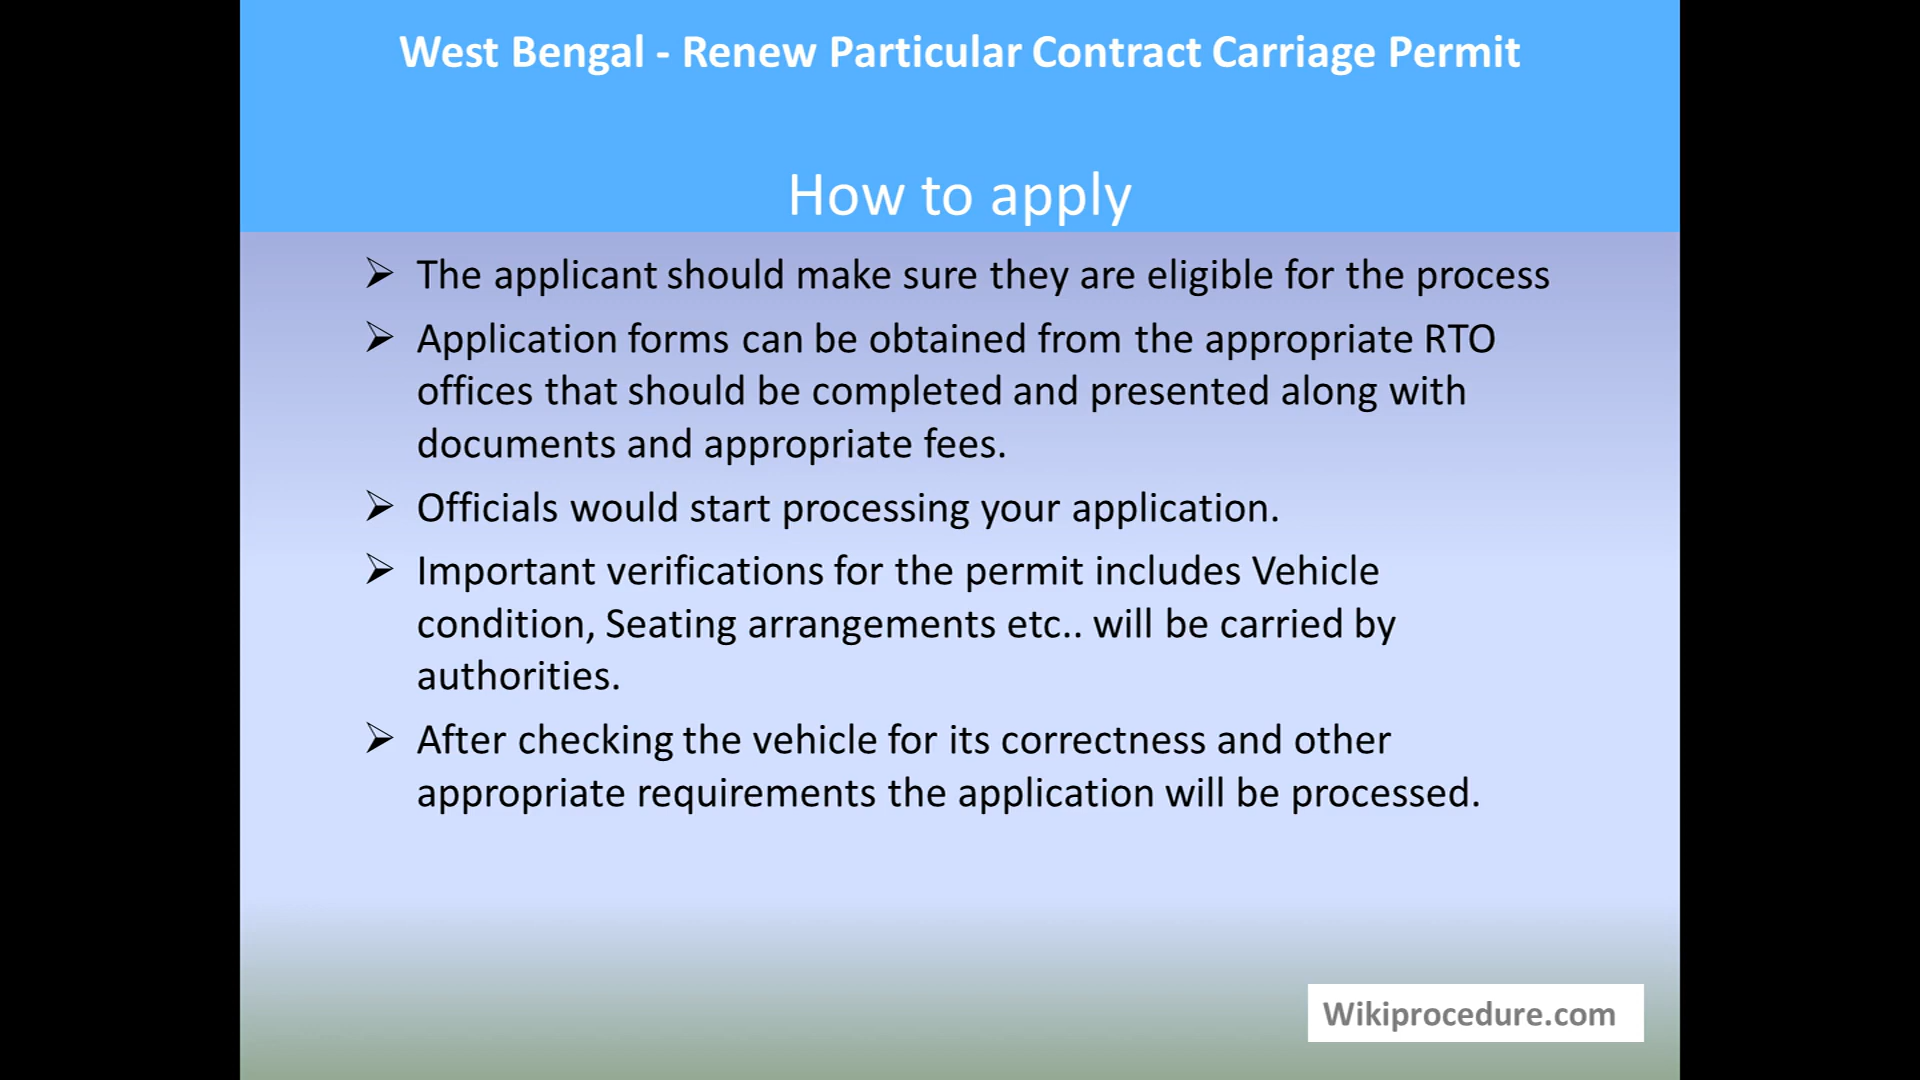 West Bengal - Renew Particular Contract Carriage Permit
How to apply
➢ The applicant should make sure they are eligible for the process
➢ Application forms can be obtained from the appropriate RTO
offices that should be completed and presented along with
documents and appropriate fees.
➢ Officials would start processing your application.
➢ Important verifications for the permit includes Vehicle
condition, Seating arrangements etc.. will be carried by
authorities.
➢ After checking the vehicle for its correctness and other
appropriate requirements the application will be processed.
Wikiprocedure.com